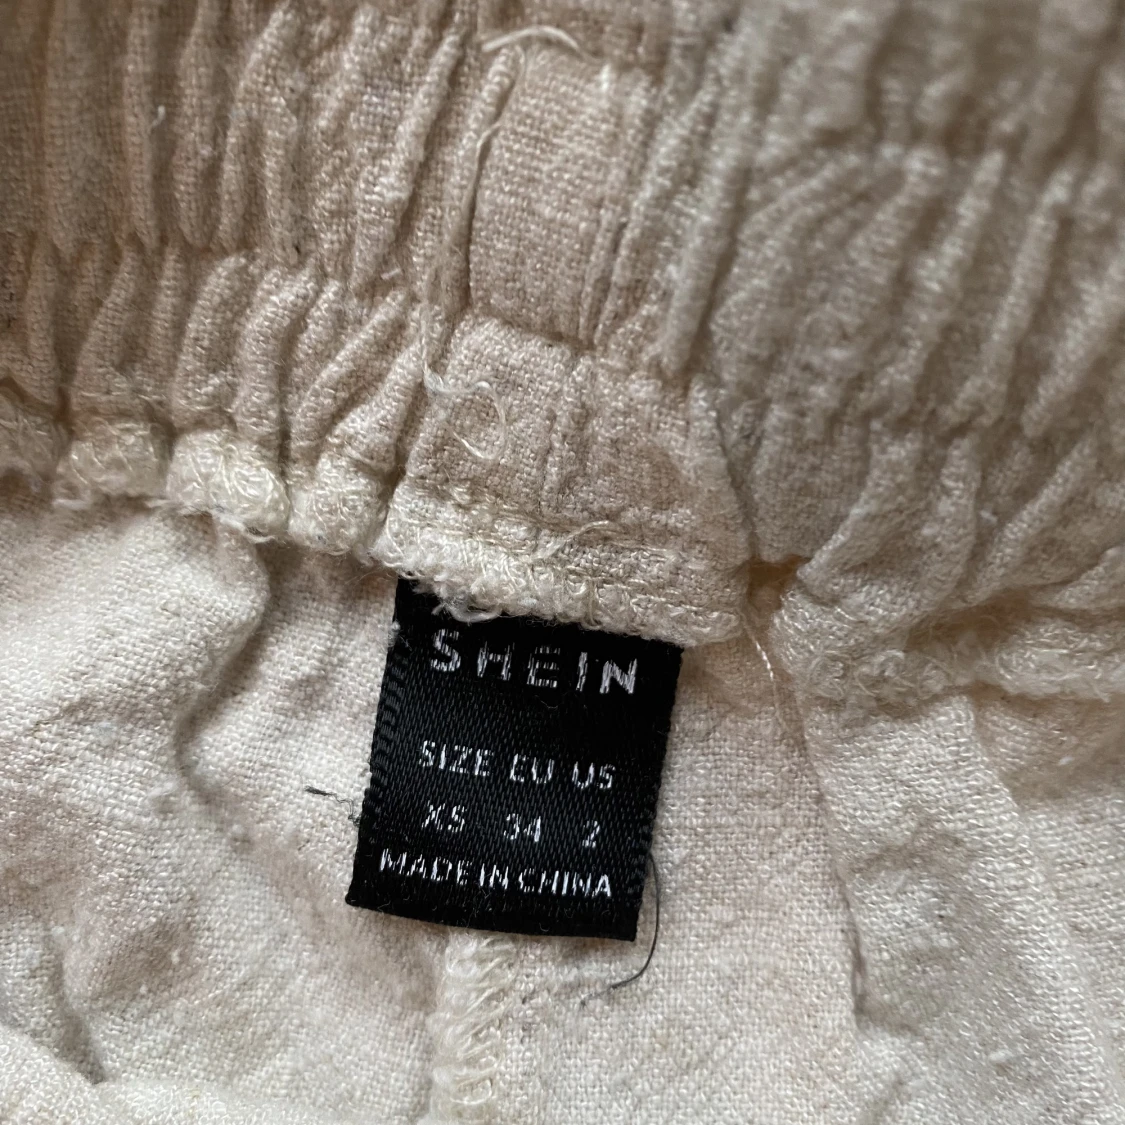 SHEIN
SIZE EU US
XS 34 2
MADE IN CHINA